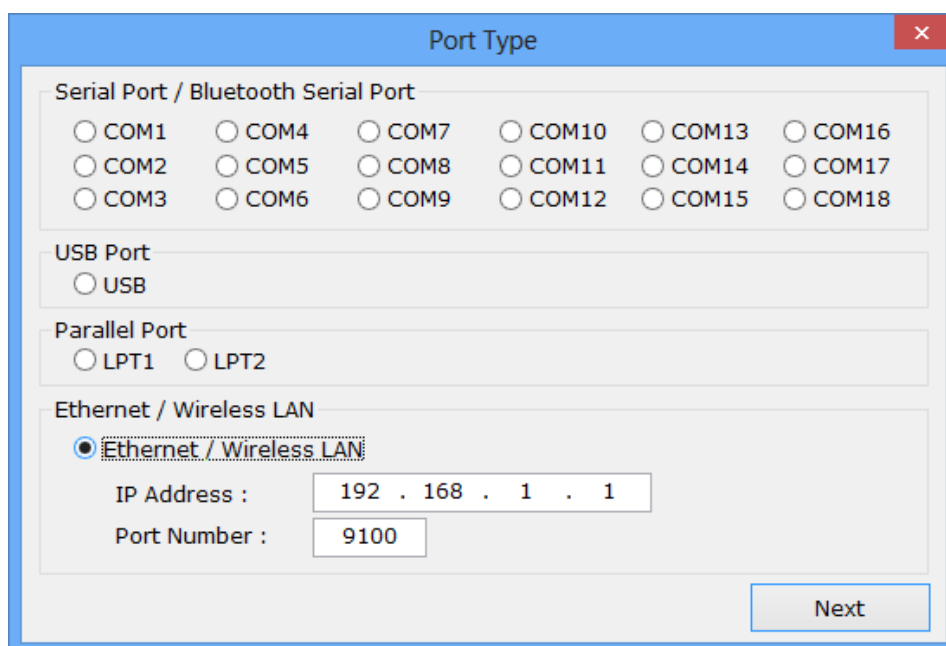 Port Type
Serial Port / Bluetooth Serial Port
COM1 COM4 COM7 COM10 COM13 COM16
COM2 COM5 COM8 COM11 COM14 COM17
COM3 COM6 COM9 COM12 COM15 COM18
USB Port
USB
Parallel Port
LPT1 LPT2
Ethernet / Wireless LAN
Ethernet / Wireless LAN
IP Address : 192 . 168 . 1 . 1
Port Number : 9100
Next